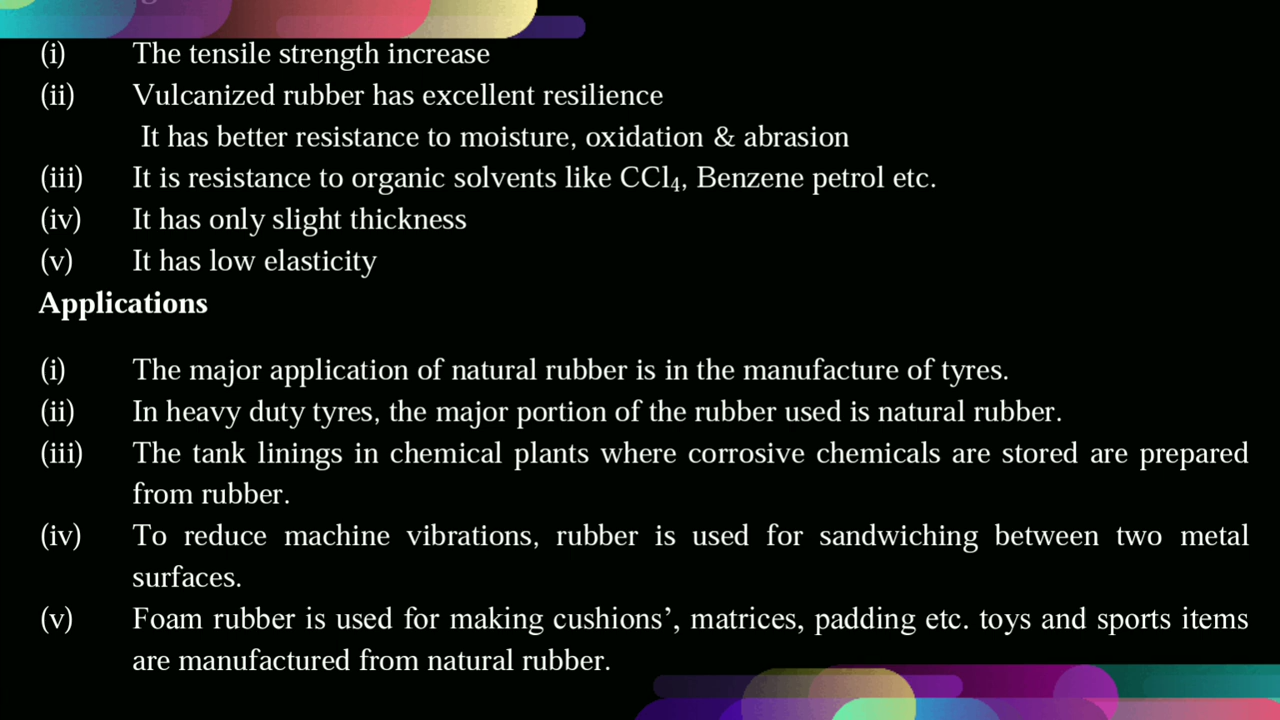 (i) The tensile strength increase
(ii) Vulcanized rubber has excellent resilience
It has better resistance to moisture, oxidation & abrasion
(iii) It is resistance to organic solvents like CCl₄, Benzene petrol etc.
(iv) It has only slight thickness
(v) It has low elasticity
Applications
(i) The major application of natural rubber is in the manufacture of tyres.
(ii) In heavy duty tyres, the major portion of the rubber used is natural rubber.
(iii) The tank linings in chemical plants where corrosive chemicals are stored are prepared
from rubber.
(iv) To reduce machine vibrations, rubber is used for sandwiching between two metal
surfaces.
(v) Foam rubber is used for making cushions’, matrices, padding etc. toys and sports items
are manufactured from natural rubber.